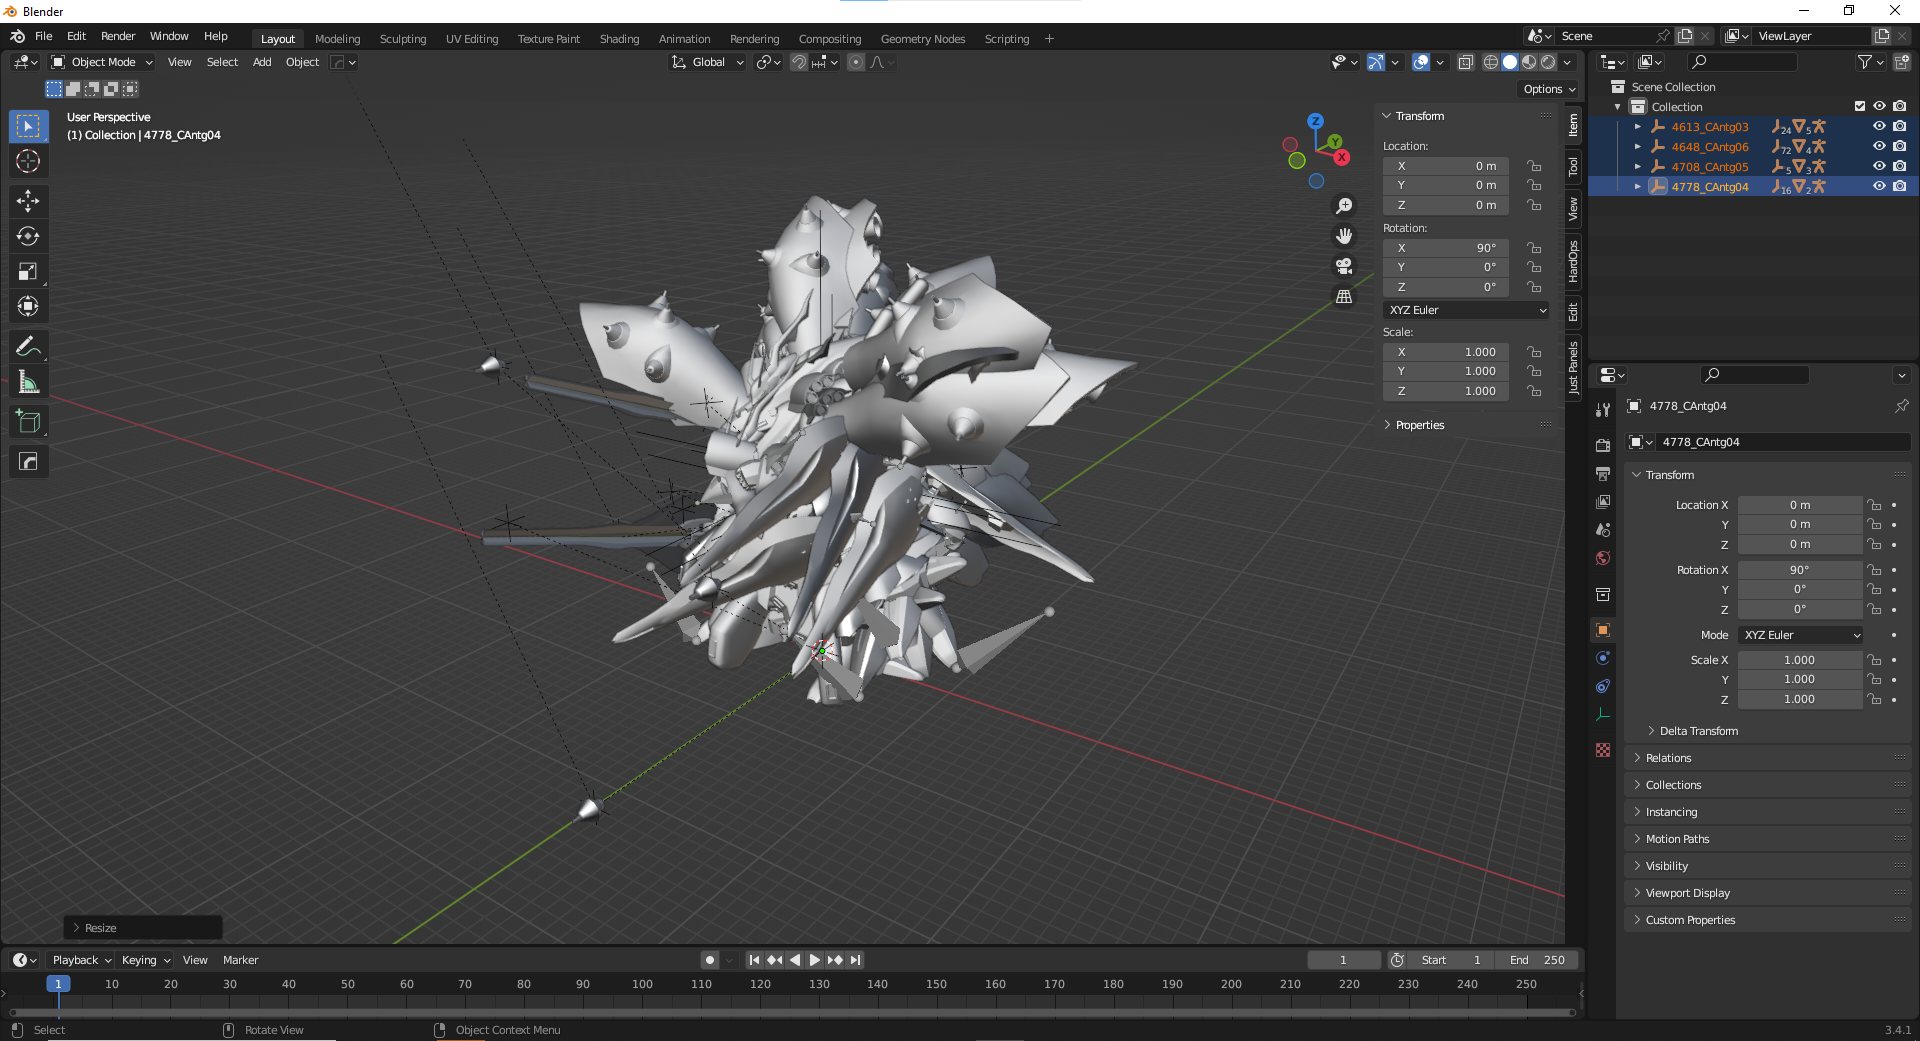 Blender
File Edit Render Window Help
Layout Modeling Sculpting UV Editing Texture Paint Shading Animation Rendering Compositing Geometry Nodes Scripting +
Scene
ViewLayer
Object Mode View Select Add Object
Global
Options
User Perspective
(1) Collection | 4778_CAntg04
Z
Y
X
Transform
Location:
X 0 m
Y 0 m
Z 0 m
Rotation:
X 90°
Y 0°
Z 0°
XYZ Euler
Scale:
X 1.000
Y 1.000
Z 1.000
Properties
Item
Tool
View
HardOps
Edit
Just Panels
Scene Collection
Collection
4613_CAntg03 24 5
4648_CAntg06 72 4
4708_CAntg05 5 3
4778_CAntg04 16 2
4778_CAntg04
4778_CAntg04
Transform
Location X 0 m
Y 0 m
Z 0 m
Rotation X 90°
Y 0°
Z 0°
Mode XYZ Euler
Scale X 1.000
Y 1.000
Z 1.000
Delta Transform
Relations
Collections
Instancing
Motion Paths
Visibility
Viewport Display
Custom Properties
Resize
Playback Keying View Marker
1 Start 1 End 250
1 10 20 30 40 50 60 70 80 90 100 110 120 130 140 150 160 170 180 190 200 210 220 230 240 250
Select Rotate View Object Context Menu
3.4.1